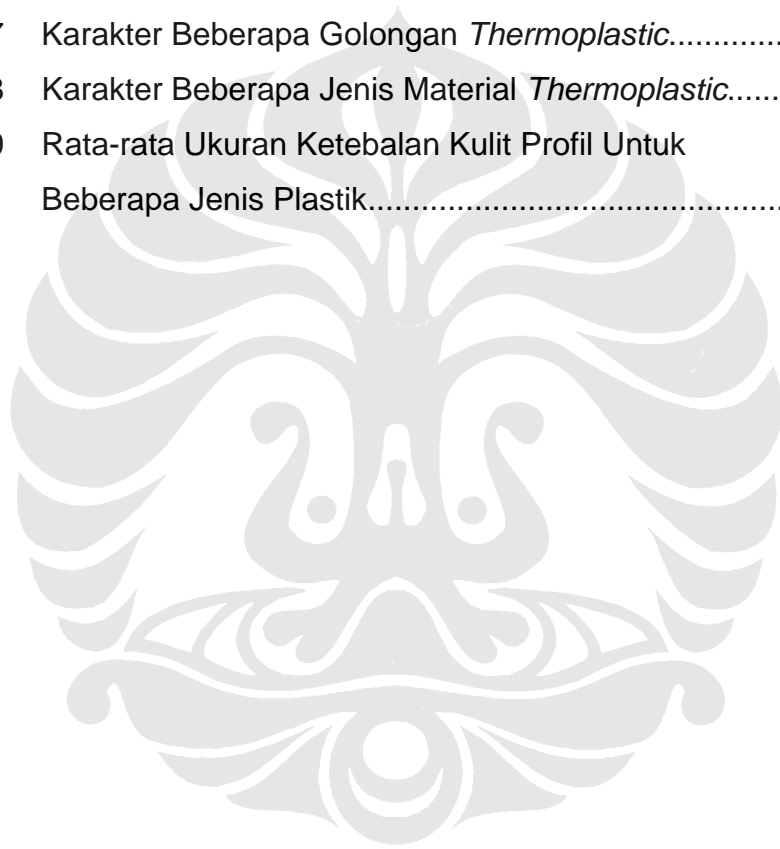 Karakter Beberapa Golongan Thermoplastic.............
Karakter Beberapa Jenis Material Thermoplastic......
Rata-rata Ukuran Ketebalan Kulit Profil Untuk
Beberapa Jenis Plastik..............................................